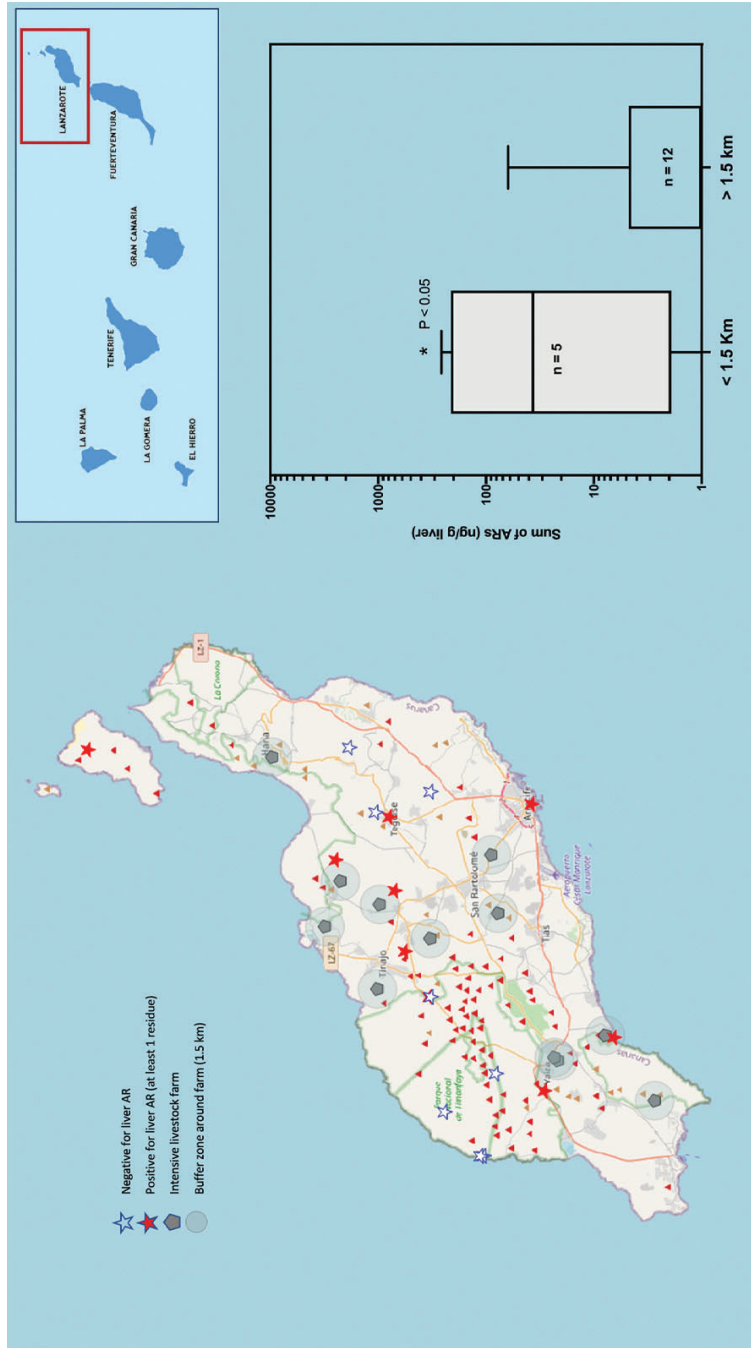 LANZAROTE
FUERTEVENTURA
GRAN CANARIA
TENERIFE
LA PALMA
LA GOMERA
EL HIERRO
Negative for liver AR
Positive for liver AR (at least 1 residue)
Intensive livestock farm
Buffer zone around farm (1.5 km)
LZ-1
La Corona
Haría
Teguise
LZ-67
Tinajo
San Bartolomé
Tías
Aeropuerto
César Manrique
Lanzarote
Canarias
Canarias
Parque
Nacional
de Timanfaya
Sum of ARs (ng/g liver)
10000
1000
100
10
1
* P < 0.05
n = 5
n = 12
< 1.5 Km
> 1.5 km